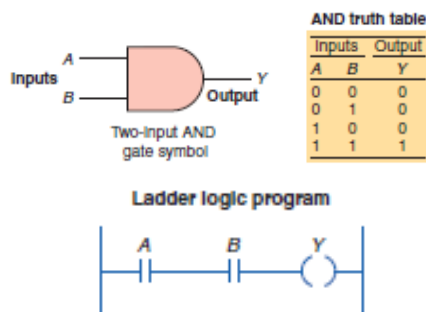 AND truth table
Inputs Output
A B Y
0 0 0
0 1 0
1 0 0
1 1 1
Inputs
A
B
Y
Output
Two-input AND
gate symbol
Ladder logic program
A B Y